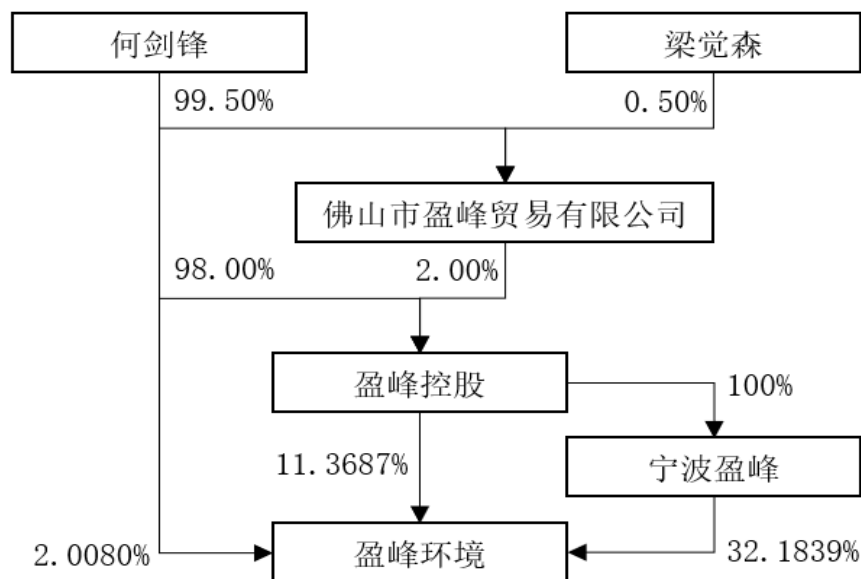 何剑锋
梁觉森
99.50%
0.50%
佛山市盈峰贸易有限公司
98.00%
2.00%
盈峰控股
100%
11.3687%
宁波盈峰
2.0080%
盈峰环境
32.1839%